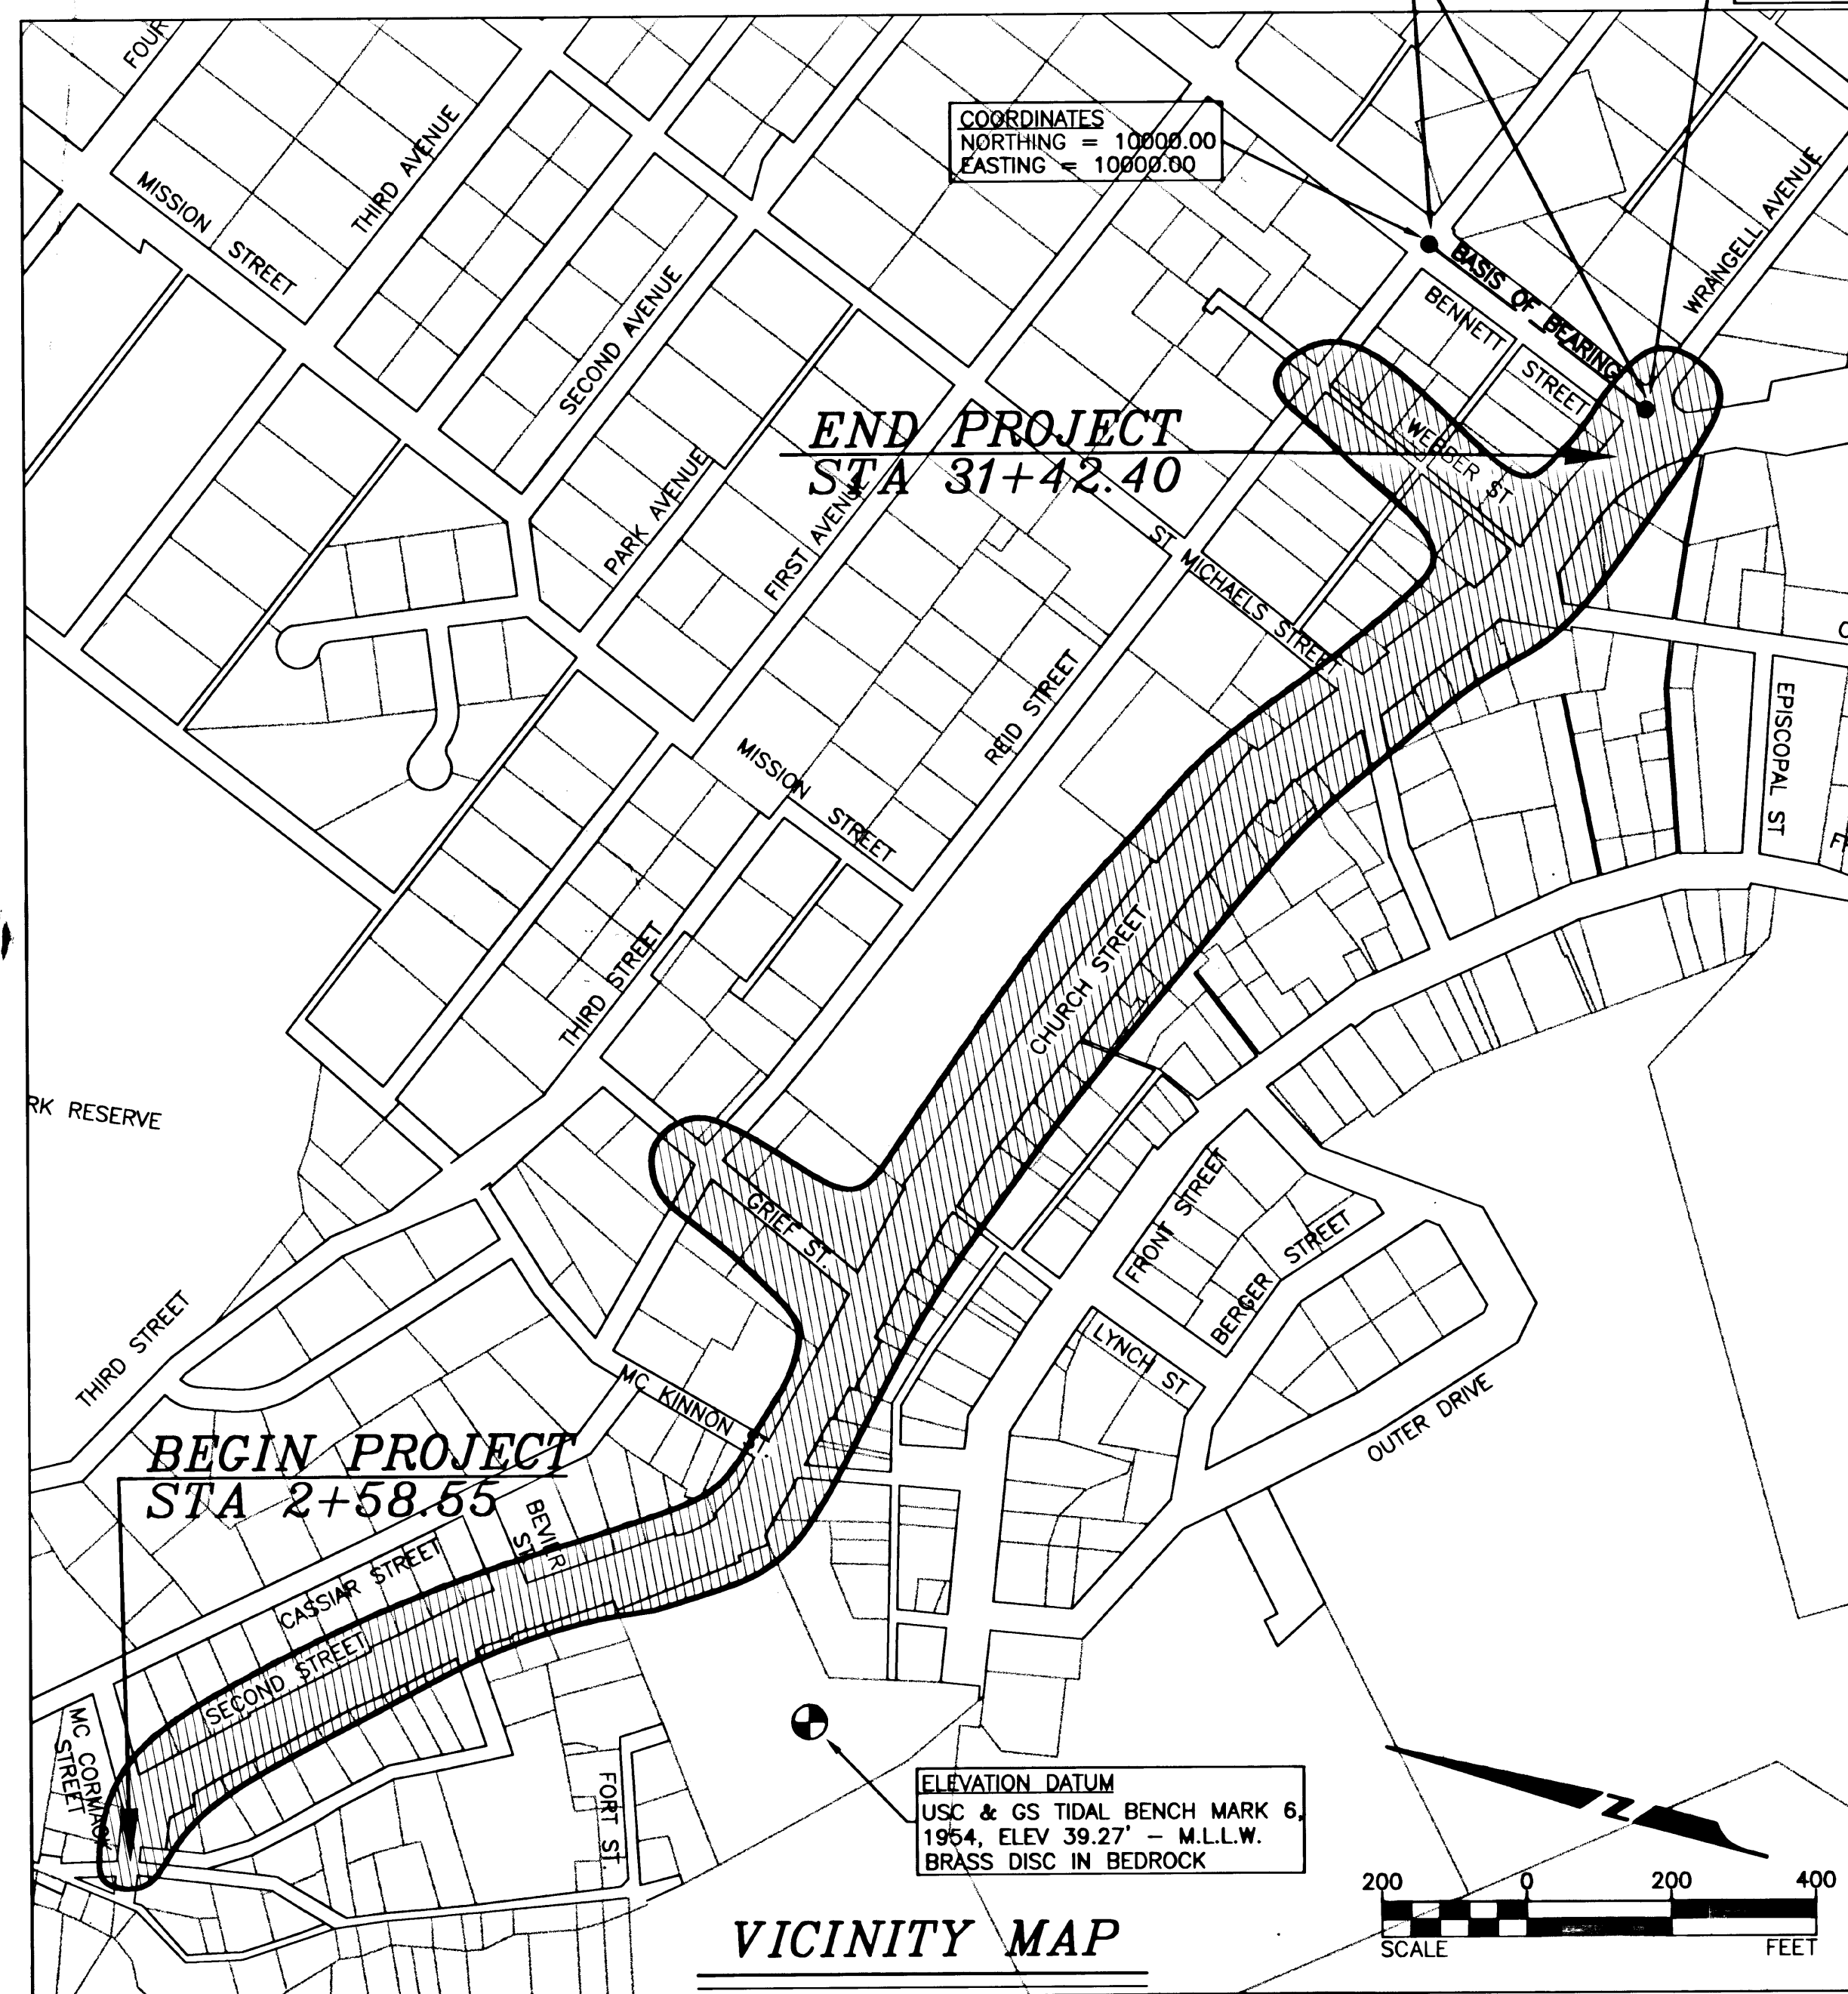 FOUR
THIRD AVENUE
MISSION
STREET
COORDINATES
NORTHING = 10000.00
EASTING = 10000.00
WRANGELL AVENUE
BASIS OF BEARING
BENNETT
STREET
SECOND AVENUE
END PROJECT
STA 31+42.40
WEBBER ST
PARK AVENUE
FIRST AVENUE
ST MICHAELS STREET
REID STREET
EPISCOPAL ST
MISSION
STREET
THIRD STREET
CHURCH STREET
RK RESERVE
GRIEF ST.
FRONT STREET
BERGER STREET
LYNCH ST
OUTER DRIVE
THIRD STREET
MC KINNON ST.
BEGIN PROJECT
STA 2+58.55
BEVIER
ST.
CASSIAR STREET
SECOND STREET
MC CORMACK
STREET
FORT ST.
ELEVATION DATUM
USC & GS TIDAL BENCH MARK 6,
1954, ELEV 39.27' – M.L.L.W.
BRASS DISC IN BEDROCK
Z
200 0 200 400
SCALE FEET
VICINITY MAP